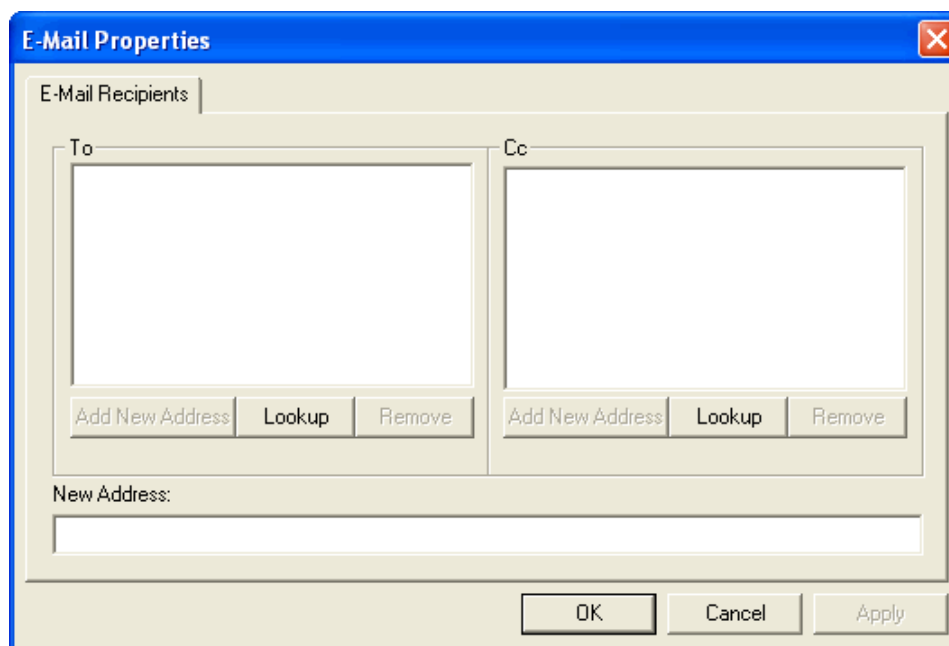 E-Mail Properties
E-Mail Recipients
To
Cc
Add New Address Lookup Remove
Add New Address Lookup Remove
New Address:
OK Cancel Apply